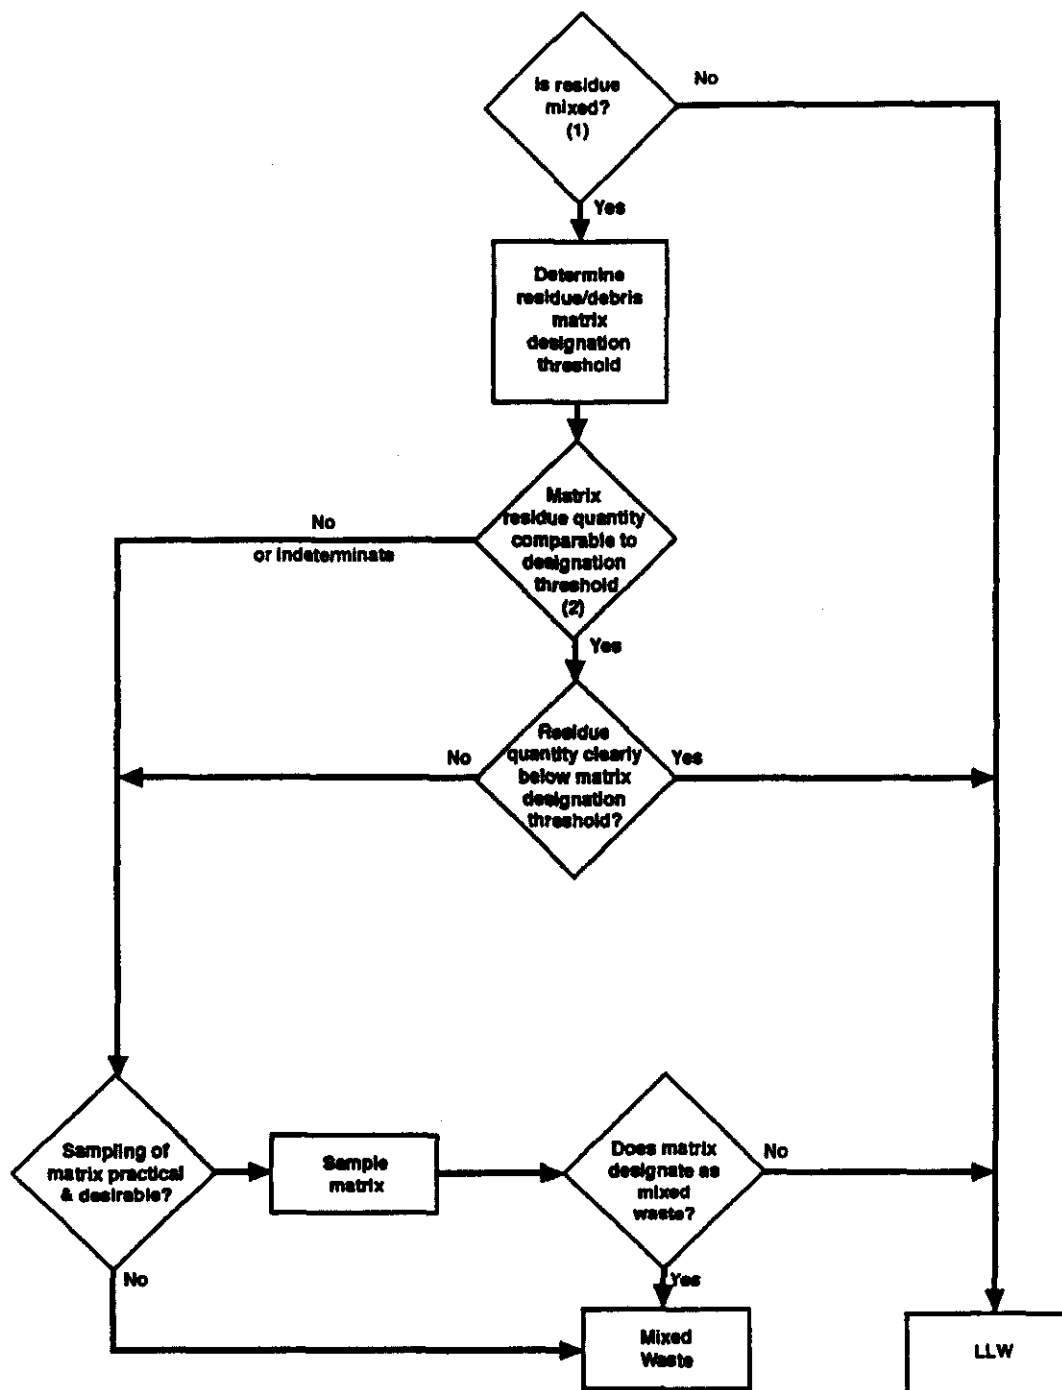 Is residue
mixed?
(1)
No
Yes
Determine
residue/debris
matrix
designation
threshold
Matrix
residue quantity
comparable to
designation
threshold
(2)
No
or indeterminate
Yes
Residue
quantity clearly
below matrix
designation
threshold?
No
Yes
Sampling of
matrix practical
& desirable?
Sample
matrix
Does matrix
designate as
mixed
waste?
No
No
Yes
Mixed
Waste
LLW